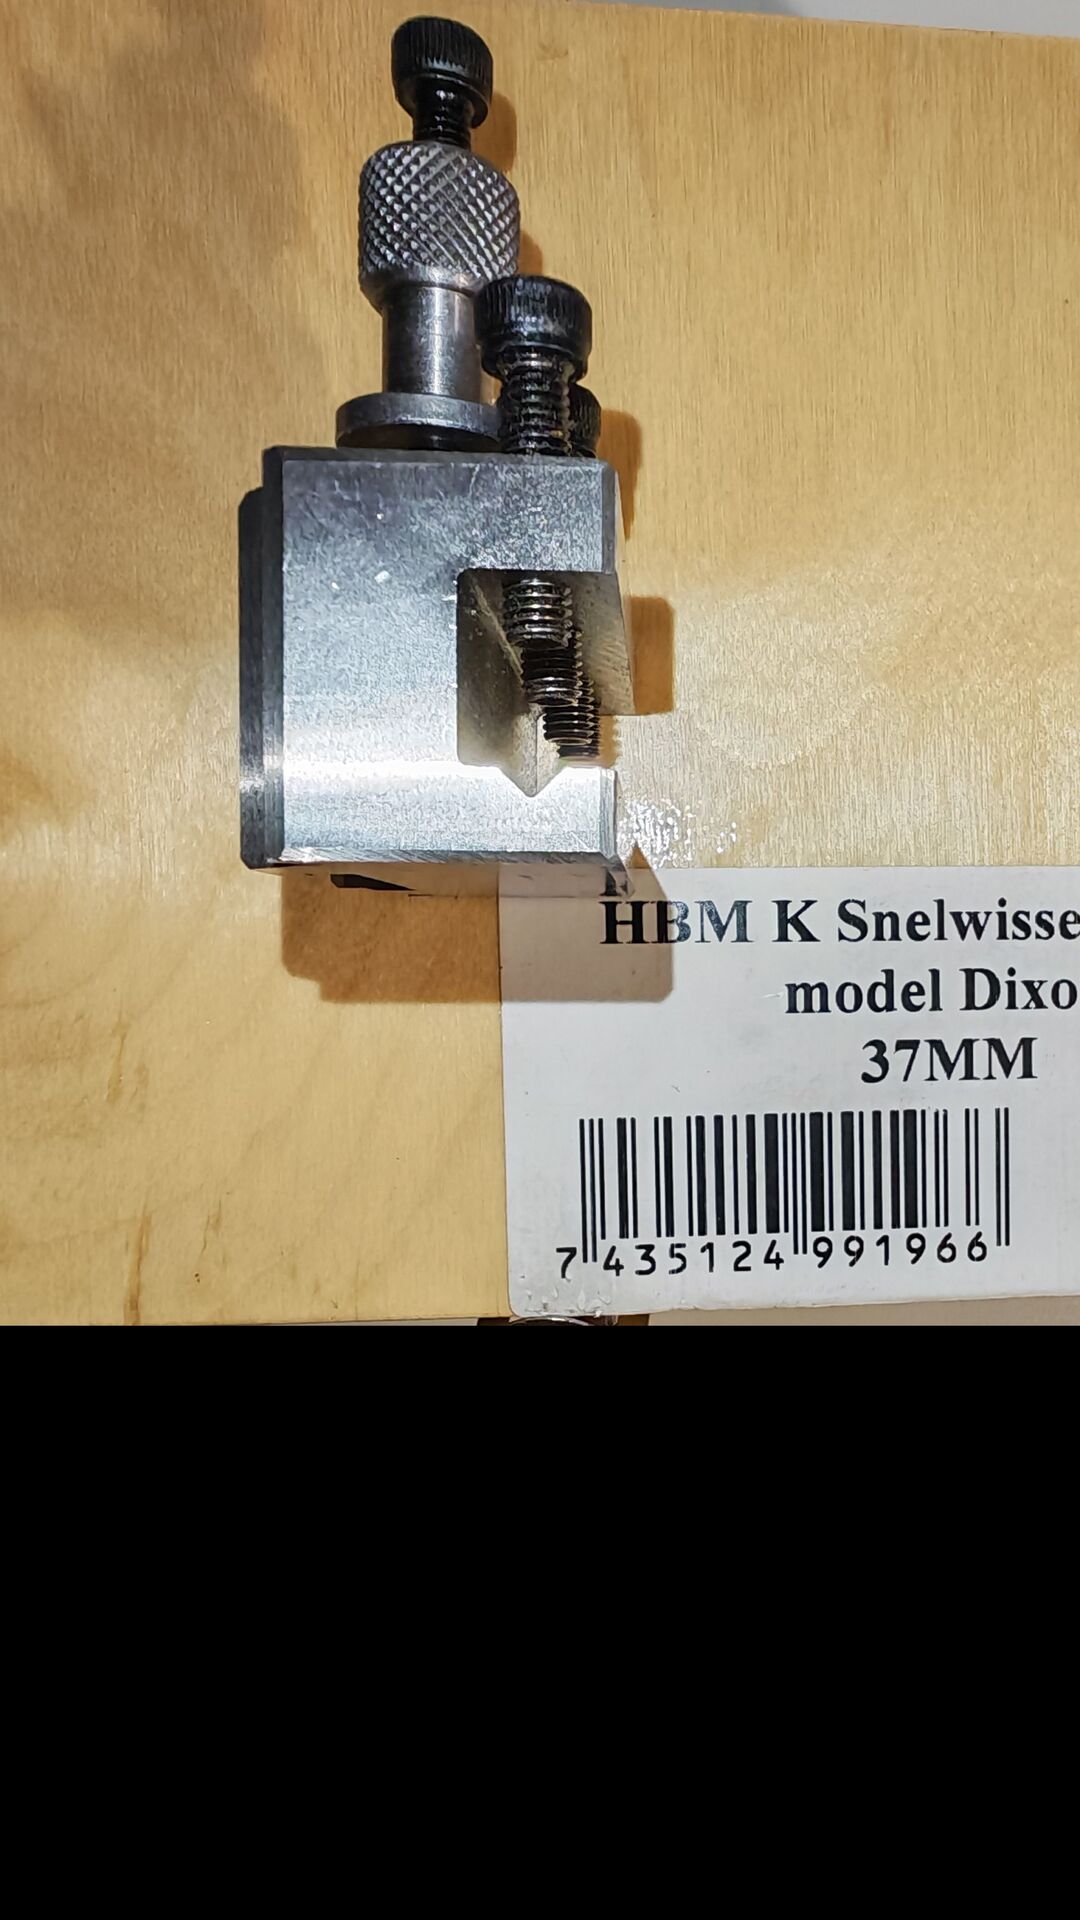 HBM K Snelwisse
model Dixo
37MM
7 435124 991966